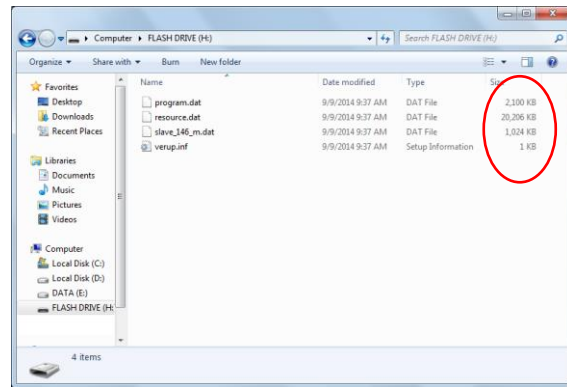 Computer ▸ FLASH DRIVE (H:)
Search FLASH DRIVE (H:)
Organize Share with Burn New folder
Name Date modified Type Size
program.dat 9/9/2014 9:37 AM DAT File 2,100 KB
resource.dat 9/9/2014 9:37 AM DAT File 20,206 KB
slave_146_m.dat 9/9/2014 9:37 AM DAT File 1,024 KB
verup.inf 9/9/2014 9:37 AM Setup Information 1 KB
Favorites
Desktop
Downloads
Recent Places
Libraries
Documents
Music
Pictures
Videos
Computer
Local Disk (C:)
Local Disk (D:)
DATA (E:)
FLASH DRIVE (H:
4 items